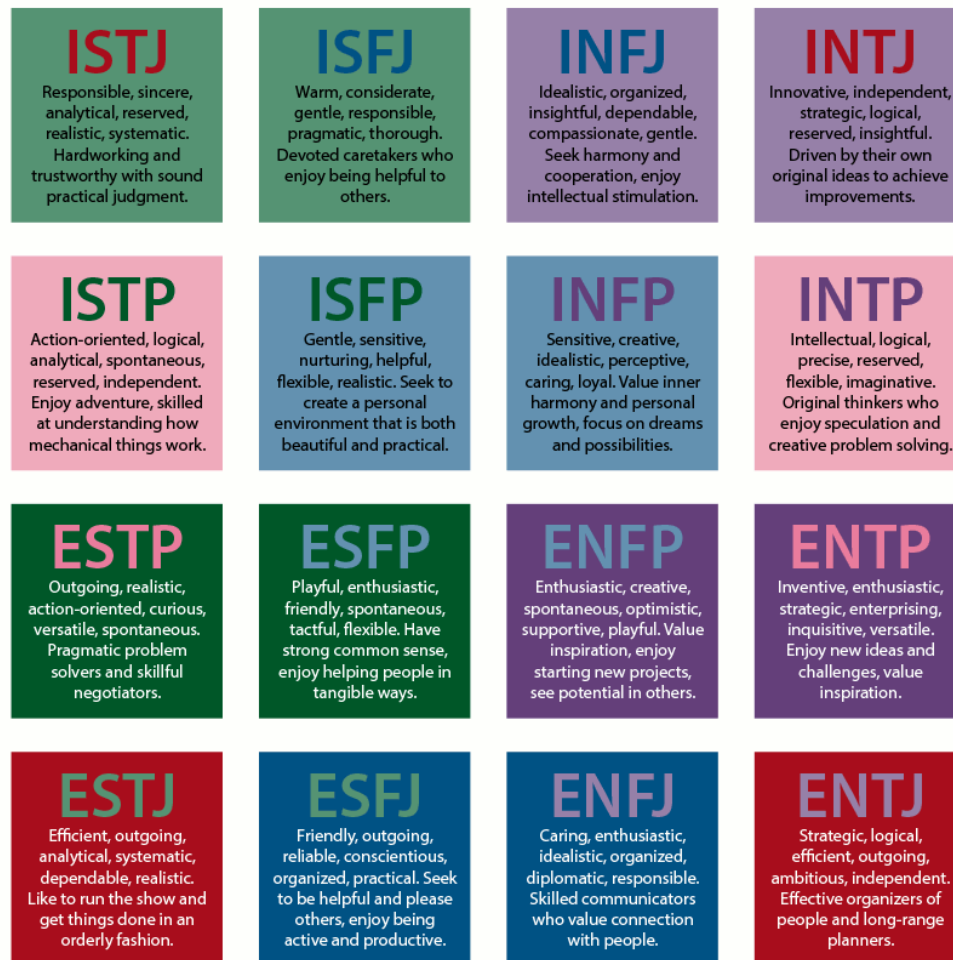 ISTJ
Responsible, sincere,
analytical, reserved,
realistic, systematic.
Hardworking and
trustworthy with sound
practical judgment.
ISFJ
Warm, considerate,
gentle, responsible,
pragmatic, thorough.
Devoted caretakers who
enjoy being helpful to
others.
INFJ
Idealistic, organized,
insightful, dependable,
compassionate, gentle.
Seek harmony and
cooperation, enjoy
intellectual stimulation.
INTJ
Innovative, independent,
strategic, logical,
reserved, insightful.
Driven by their own
original ideas to achieve
improvements.
ISTP
Action-oriented, logical,
analytical, spontaneous,
reserved, independent.
Enjoy adventure, skilled
at understanding how
mechanical things work.
ISFP
Gentle, sensitive,
nurturing, helpful,
flexible, realistic. Seek to
create a personal
environment that is both
beautiful and practical.
INFP
Sensitive, creative,
idealistic, perceptive,
caring, loyal. Value inner
harmony and personal
growth, focus on dreams
and possibilities.
INTP
Intellectual, logical,
precise, reserved,
flexible, imaginative.
Original thinkers who
enjoy speculation and
creative problem solving.
ESTP
Outgoing, realistic,
action-oriented, curious,
versatile, spontaneous.
Pragmatic problem
solvers and skillful
negotiators.
ESFP
Playful, enthusiastic,
friendly, spontaneous,
tactful, flexible. Have
strong common sense,
enjoy helping people in
tangible ways.
ENFP
Enthusiastic, creative,
spontaneous, optimistic,
supportive, playful. Value
inspiration, enjoy
starting new projects,
see potential in others.
ENTP
Inventive, enthusiastic,
strategic, enterprising,
inquisitive, versatile.
Enjoy new ideas and
challenges, value
inspiration.
ESTJ
Efficient, outgoing,
analytical, systematic,
dependable, realistic.
Like to run the show and
get things done in an
orderly fashion.
ESFJ
Friendly, outgoing,
reliable, conscientious,
organized, practical. Seek
to be helpful and please
others, enjoy being
active and productive.
ENFJ
Caring, enthusiastic,
idealistic, organized,
diplomatic, responsible.
Skilled communicators
who value connection
with people.
ENTJ
Strategic, logical,
efficient, outgoing,
ambitious, independent.
Effective organizers of
people and long-range
planners.